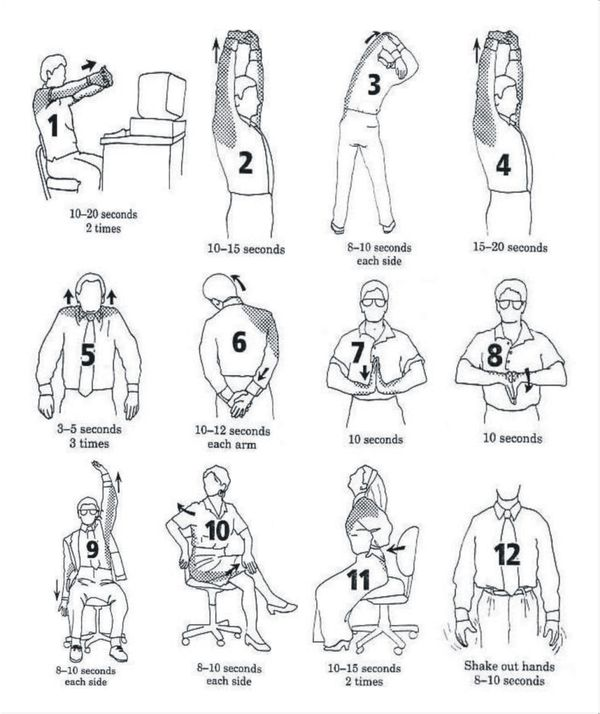 1
10–20 seconds
2 times
2
10–15 seconds
3
8–10 seconds
each side
4
15–20 seconds
5
3–5 seconds
3 times
6
10–12 seconds
each arm
7
10 seconds
8
10 seconds
9
8–10 seconds
each side
10
8–10 seconds
each side
11
10–15 seconds
2 times
12
Shake out hands
8–10 seconds